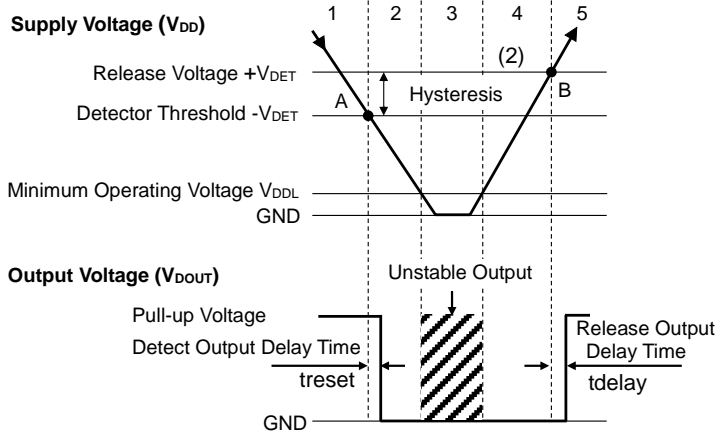 1 2 3 4 5
Supply Voltage (VDD)
(2)
Release Voltage +VDET
A
Hysteresis
B
Detector Threshold -VDET
Minimum Operating Voltage VDDL
GND
Output Voltage (VDOUT)
Unstable Output
Pull-up Voltage
Release Output
Delay Time
Detect Output Delay Time
treset
tdelay
GND